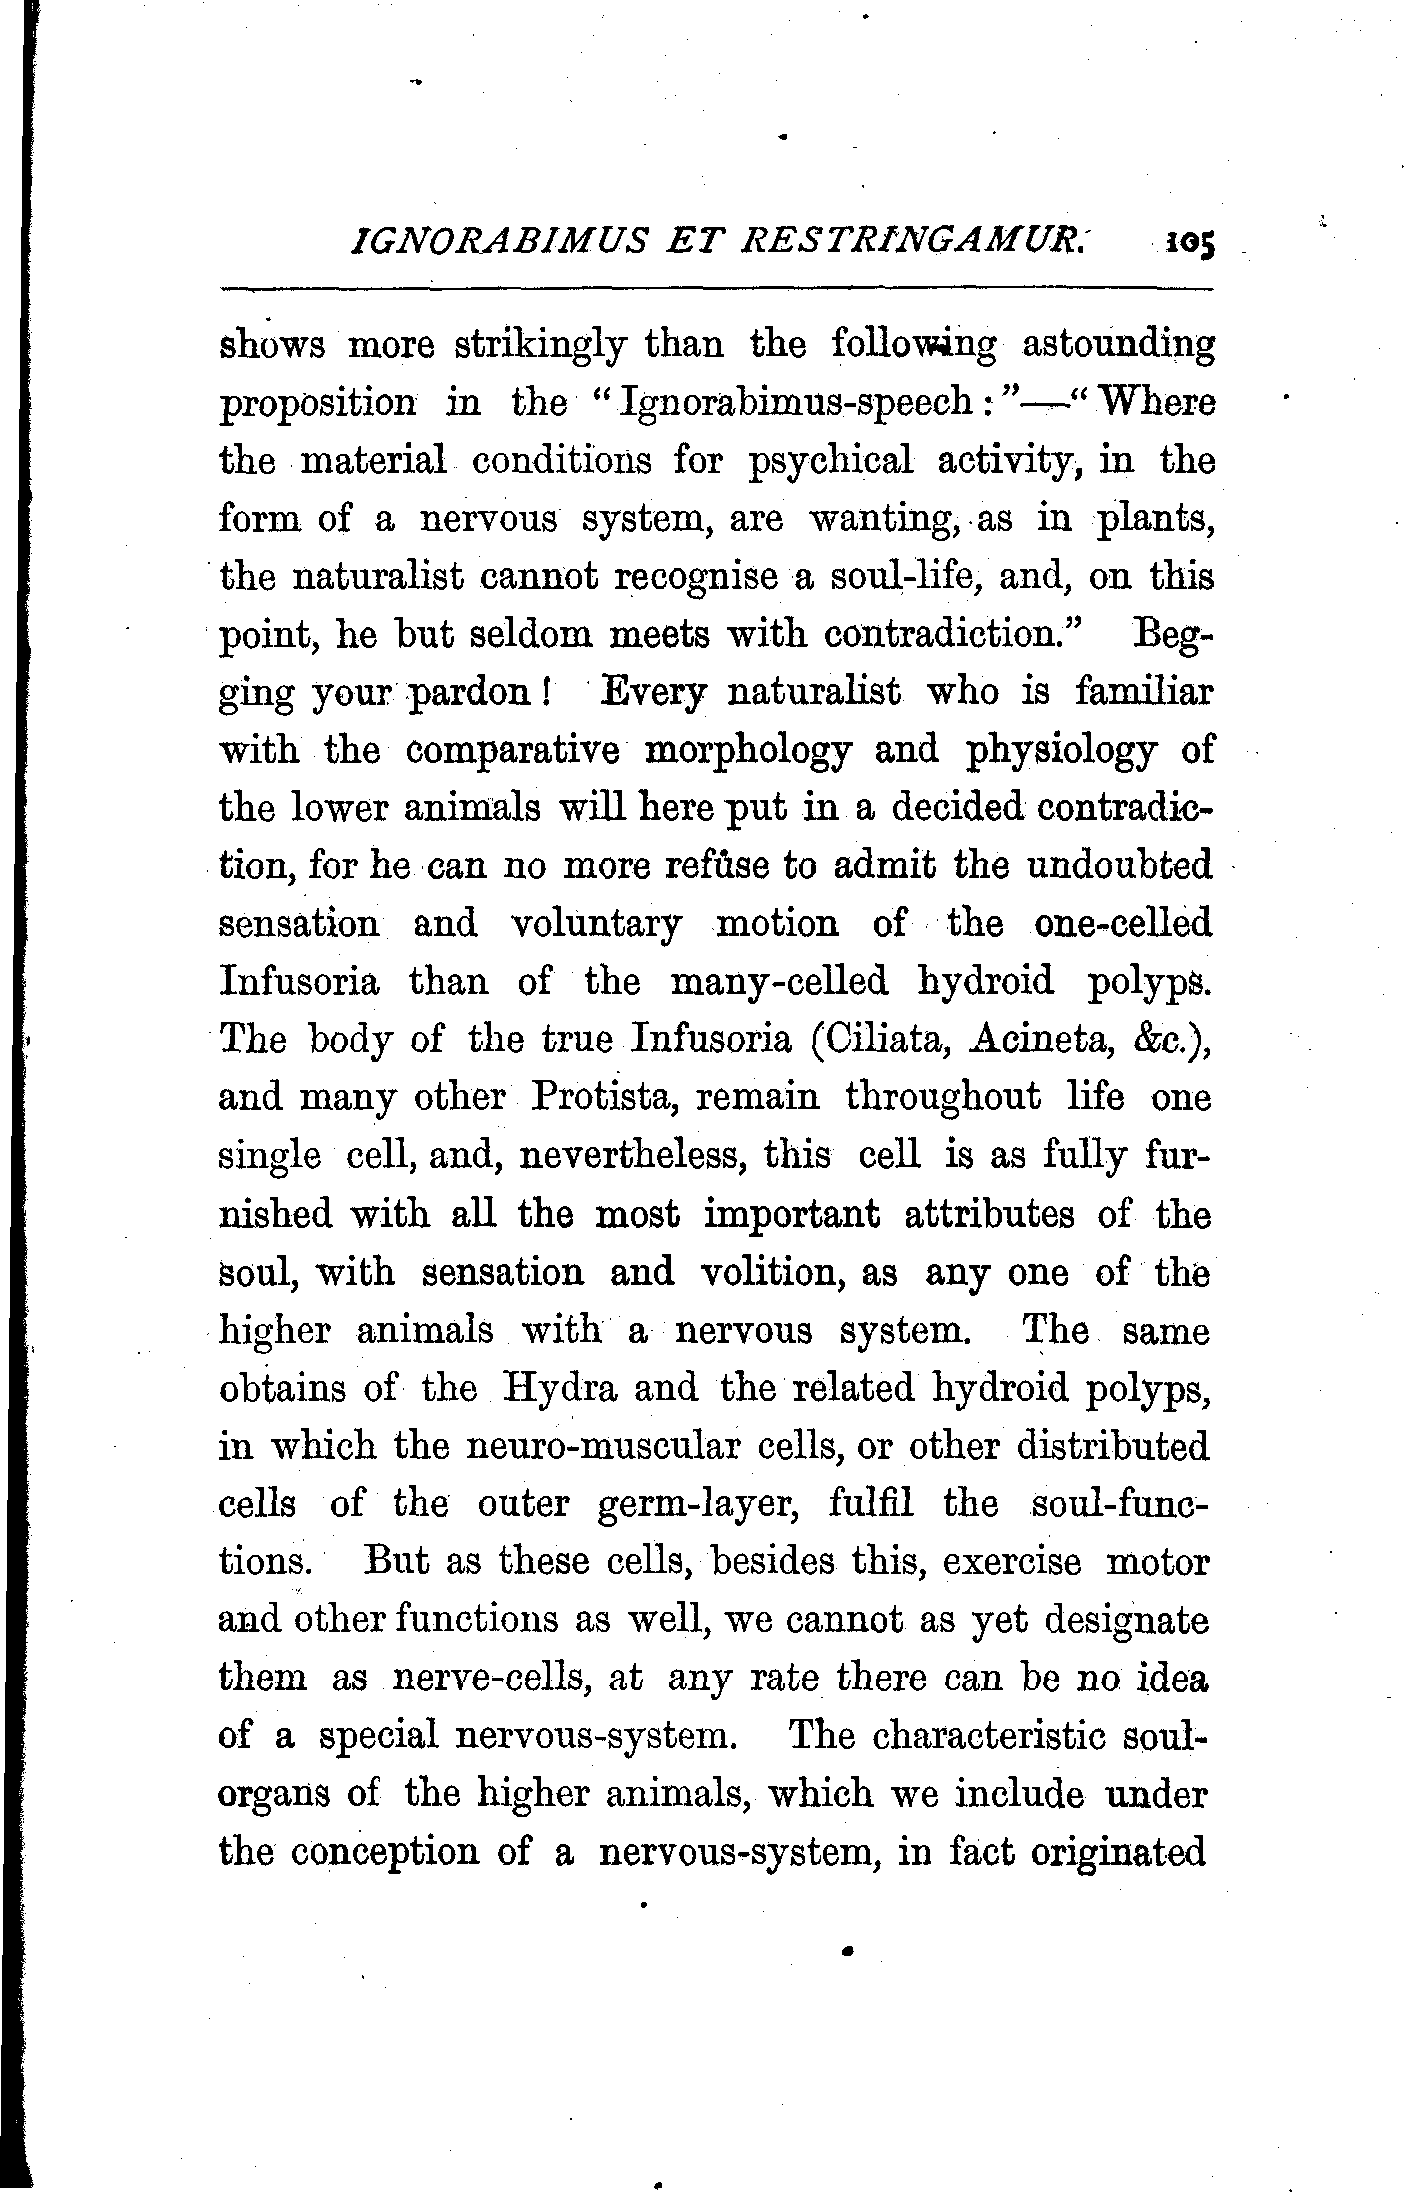 IGNORABIMUS ET RESTRINGAMUR. 105
shows more strikingly than the following astounding
proposition in the “Ignorabimus-speech:”—“Where
the material conditions for psychical activity, in the
form of a nervous system, are wanting, as in plants,
the naturalist cannot recognise a soul-life, and, on this
point, he but seldom meets with contradiction.” Beg-
ging your pardon! Every naturalist who is familiar
with the comparative morphology and physiology of
the lower animals will here put in a decided contradic-
tion, for he can no more refuse to admit the undoubted
sensation and voluntary motion of the one-celled
Infusoria than of the many-celled hydroid polyps.
The body of the true Infusoria (Ciliata, Acineta, &c.),
and many other Protista, remain throughout life one
single cell, and, nevertheless, this cell is as fully fur-
nished with all the most important attributes of the
soul, with sensation and volition, as any one of the
higher animals with a nervous system. The same
obtains of the Hydra and the related hydroid polyps,
in which the neuro-muscular cells, or other distributed
cells of the outer germ-layer, fulfil the soul-func-
tions. But as these cells, besides this, exercise motor
and other functions as well, we cannot as yet designate
them as nerve-cells, at any rate there can be no idea
of a special nervous-system. The characteristic soul-
organs of the higher animals, which we include under
the conception of a nervous-system, in fact originated